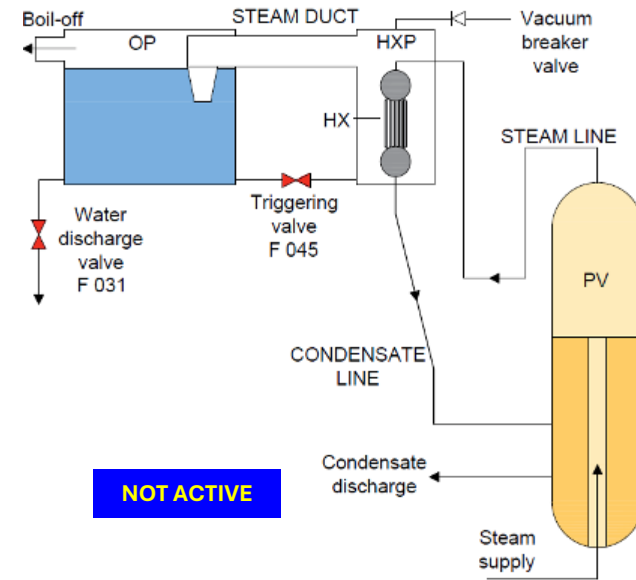 Boil-off
OP
STEAM DUCT
HXP
Vacuum
breaker
valve
HX
STEAM LINE
Triggering
valve
F 045
Water
discharge
valve
F 031
PV
CONDENSATE
LINE
Condensate
discharge
NOT ACTIVE
Steam
supply